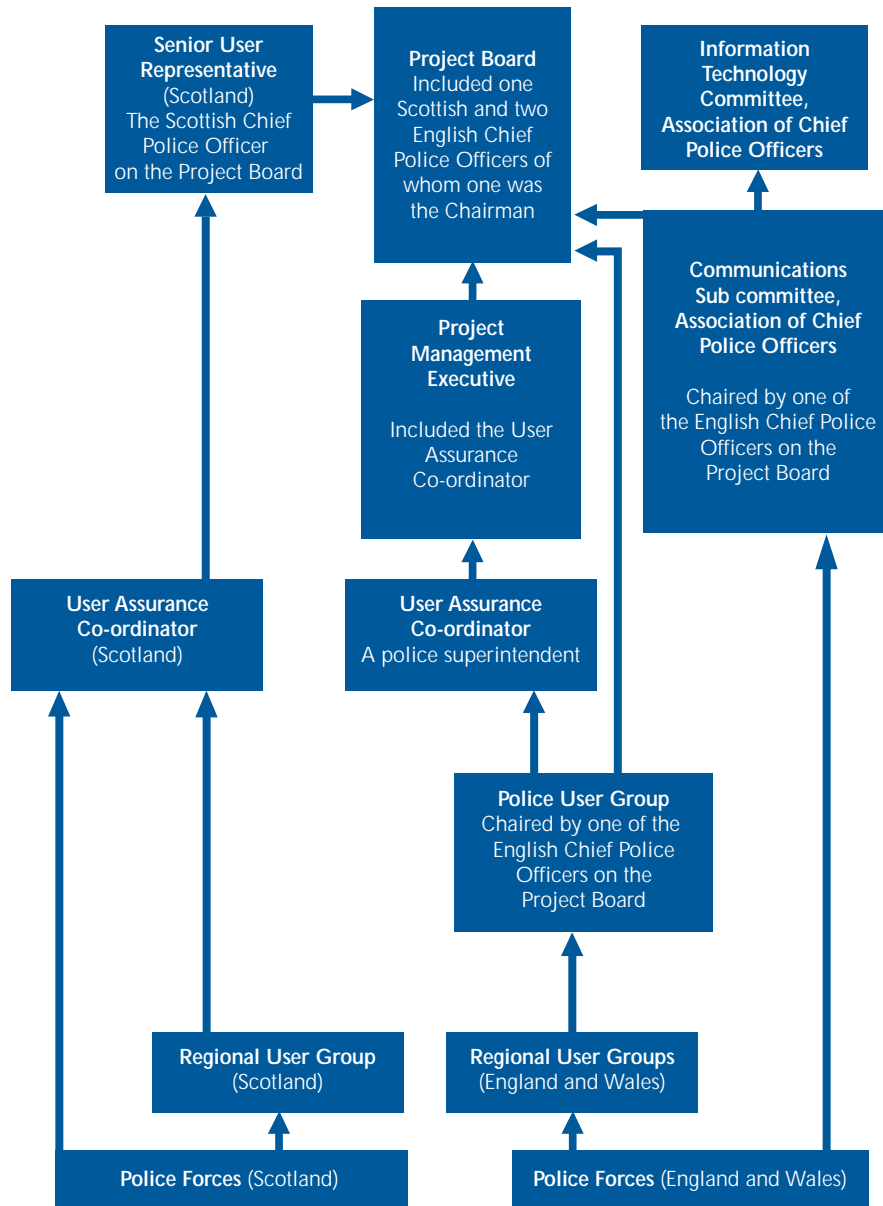 Senior User
Representative
(Scotland)
The Scottish Chief
Police Officer
on the Project Board
Project Board
Included one
Scottish and two
English Chief
Police Officers of
whom one was
the Chairman
Information
Technology
Committee,
Association of Chief
Police Officers
Communications
Sub committee,
Association of Chief
Police Officers
Chaired by one of
the English Chief Police
Officers on the
Project Board
Project
Management
Executive
Included the User
Assurance
Co-ordinator
User Assurance
Co-ordinator
(Scotland)
User Assurance
Co-ordinator
A police superintendent
Police User Group
Chaired by one of the
English Chief Police
Officers on the
Project Board
Regional User Group
(Scotland)
Regional User Groups
(England and Wales)
Police Forces (Scotland)
Police Forces (England and Wales)